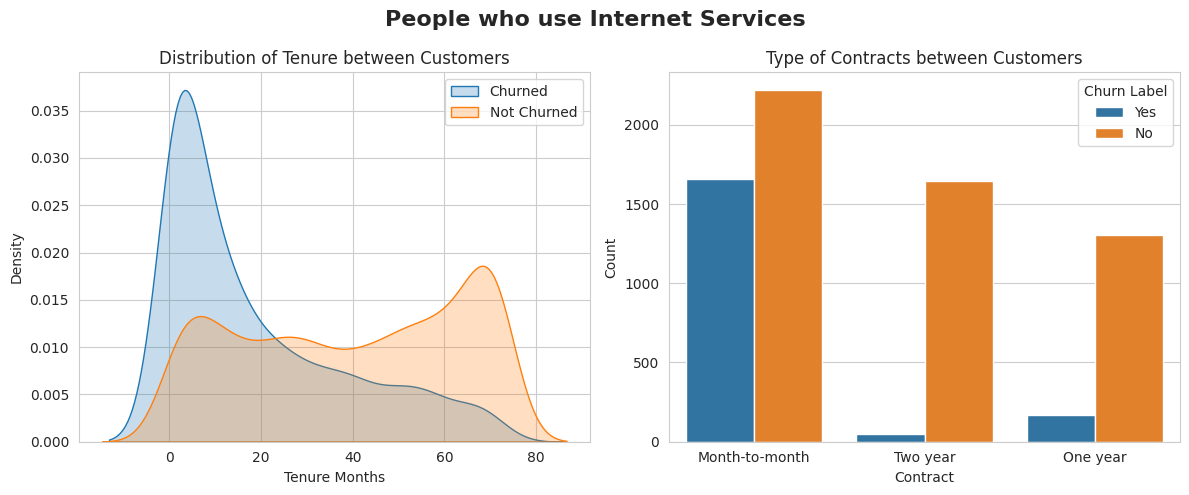 People who use Internet Services
Distribution of Tenure between Customers
Churned
Not Churned
0.035
0.030
0.025
0.020
0.015
0.010
0.005
0.000
Density
0 20 40 60 80
Tenure Months
Type of Contracts between Customers
Churn Label
Yes
No
2000
1500
1000
500
0
Count
Month-to-month Two year One year
Contract